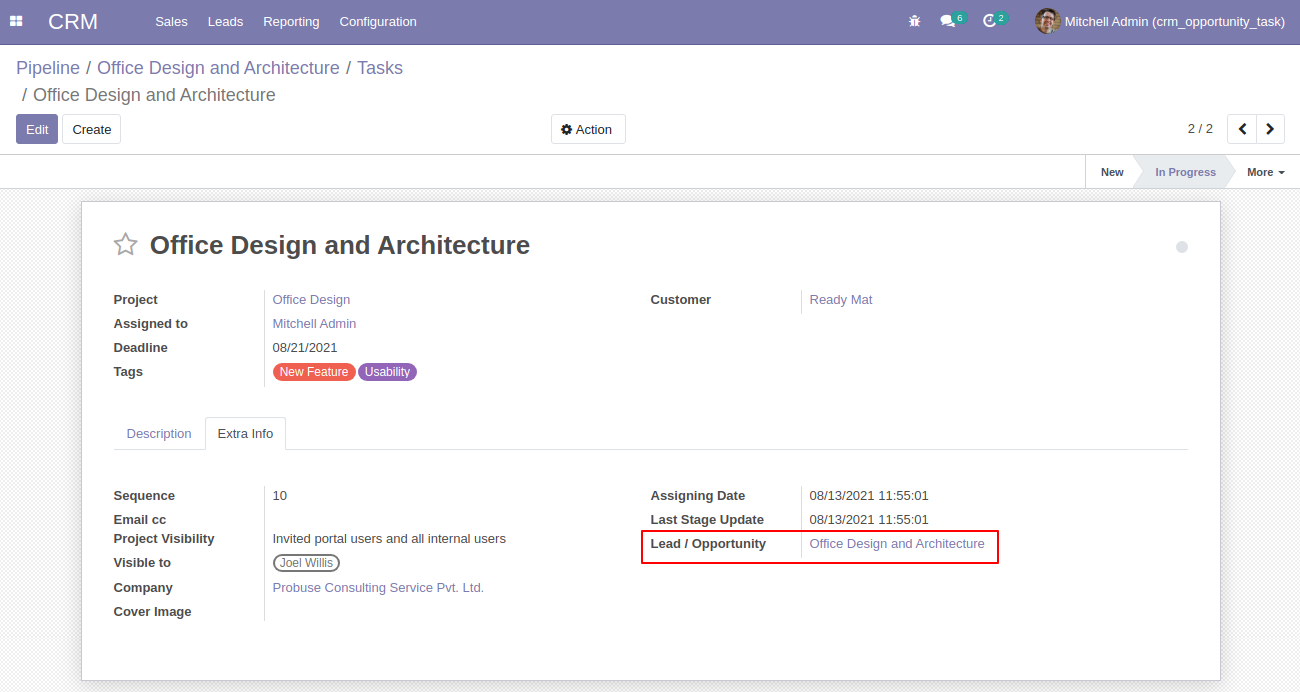 CRM Sales Leads Reporting Configuration 6 2 Mitchell Admin (crm_opportunity_task)
Pipeline / Office Design and Architecture / Tasks
/ Office Design and Architecture
Edit Create Action 2 / 2
New In Progress More
Office Design and Architecture
Project Office Design Customer Ready Mat
Assigned to Mitchell Admin
Deadline 08/21/2021
Tags New Feature Usability
Description Extra Info
Sequence 10 Assigning Date 08/13/2021 11:55:01
Email cc Last Stage Update 08/13/2021 11:55:01
Project Visibility Invited portal users and all internal users Lead / Opportunity Office Design and Architecture
Visible to Joel Willis
Company Probuse Consulting Service Pvt. Ltd.
Cover Image